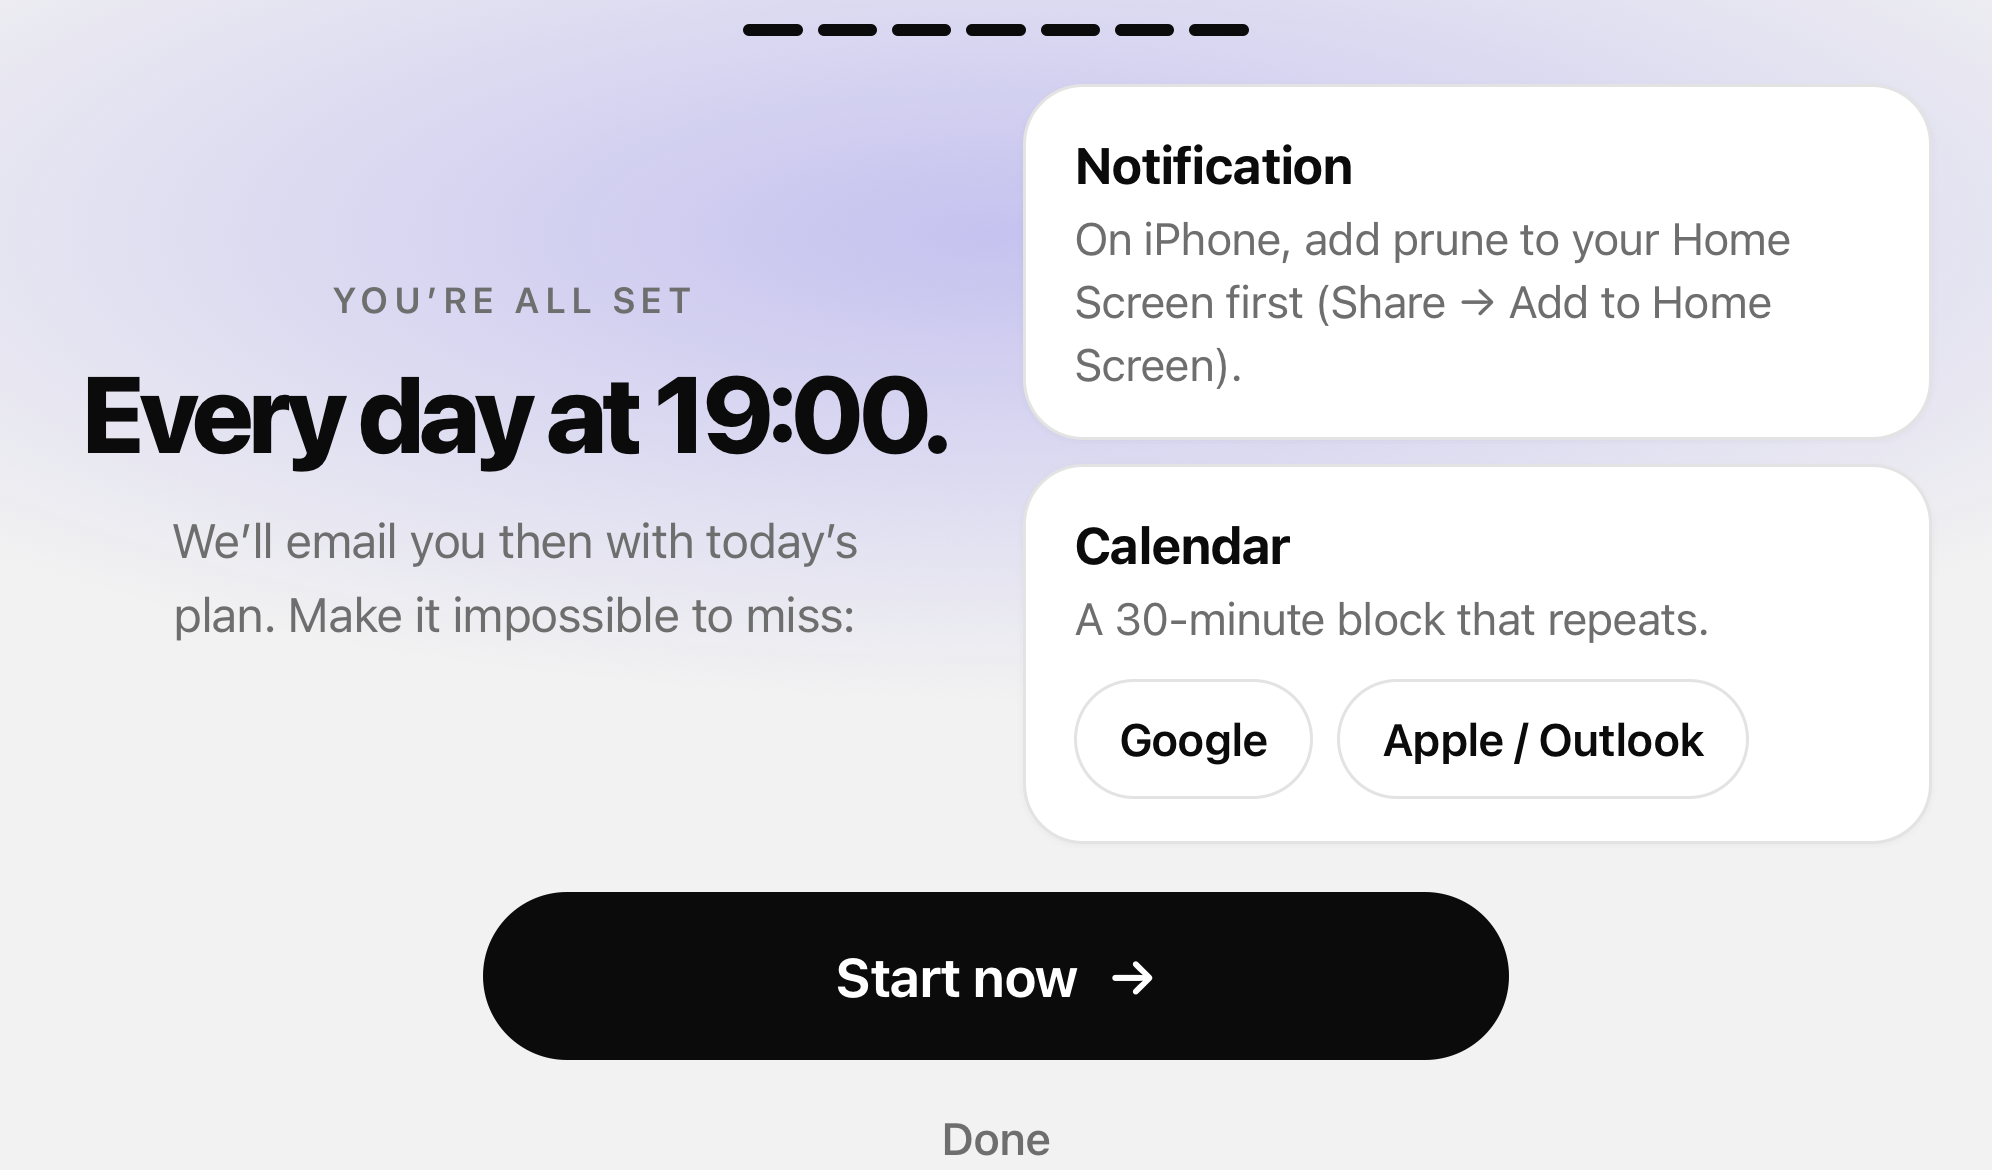 YOU’RE ALL SET
Every day at 19:00.
We’ll email you then with today’s
plan. Make it impossible to miss:
Notification
On iPhone, add prune to your Home
Screen first (Share → Add to Home
Screen).
Calendar
A 30-minute block that repeats.
Google
Apple / Outlook
Start now →
Done